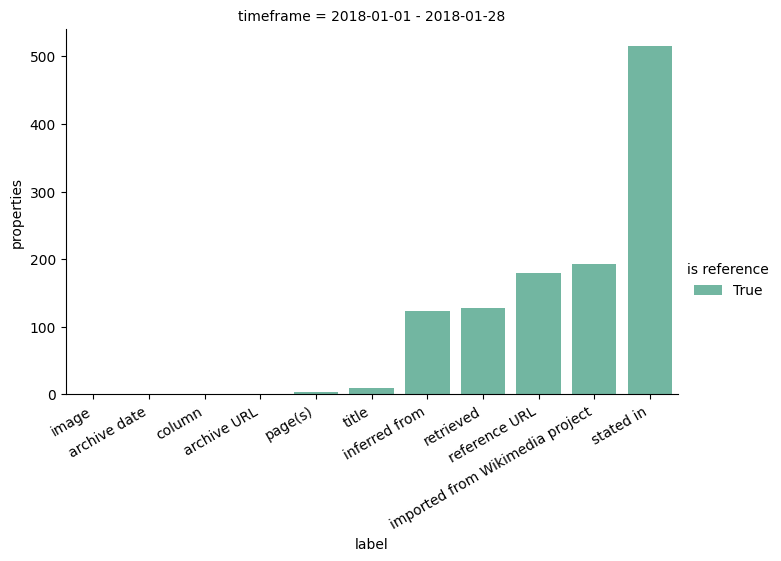 timeframe = 2018-01-01 - 2018-01-28
500
400
300
200
100
0
properties
is reference
True
image
archive date
column
archive URL
page(s)
title
inferred from
retrieved
reference URL
imported from Wikimedia project
stated in
label